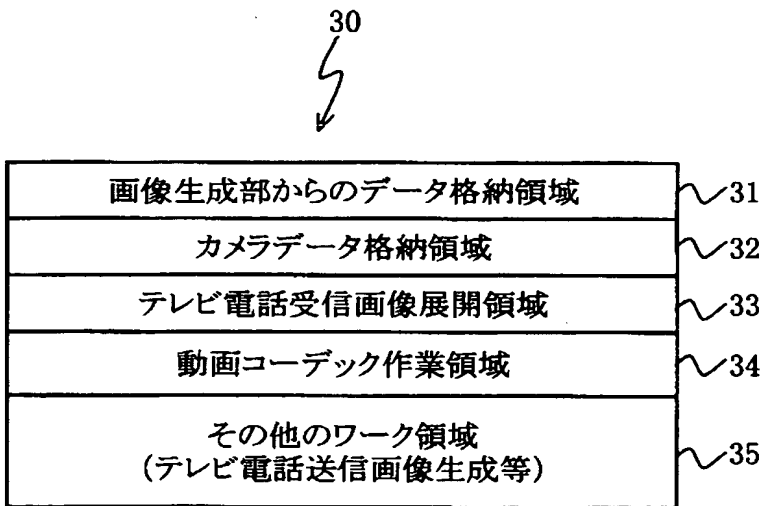 30
画像生成部からのデータ格納領域 31
カメラデータ格納領域 32
テレビ電話受信画像展開領域 33
動画コーデック作業領域 34
その他のワーク領域
(テレビ電話送信画像生成等) 35